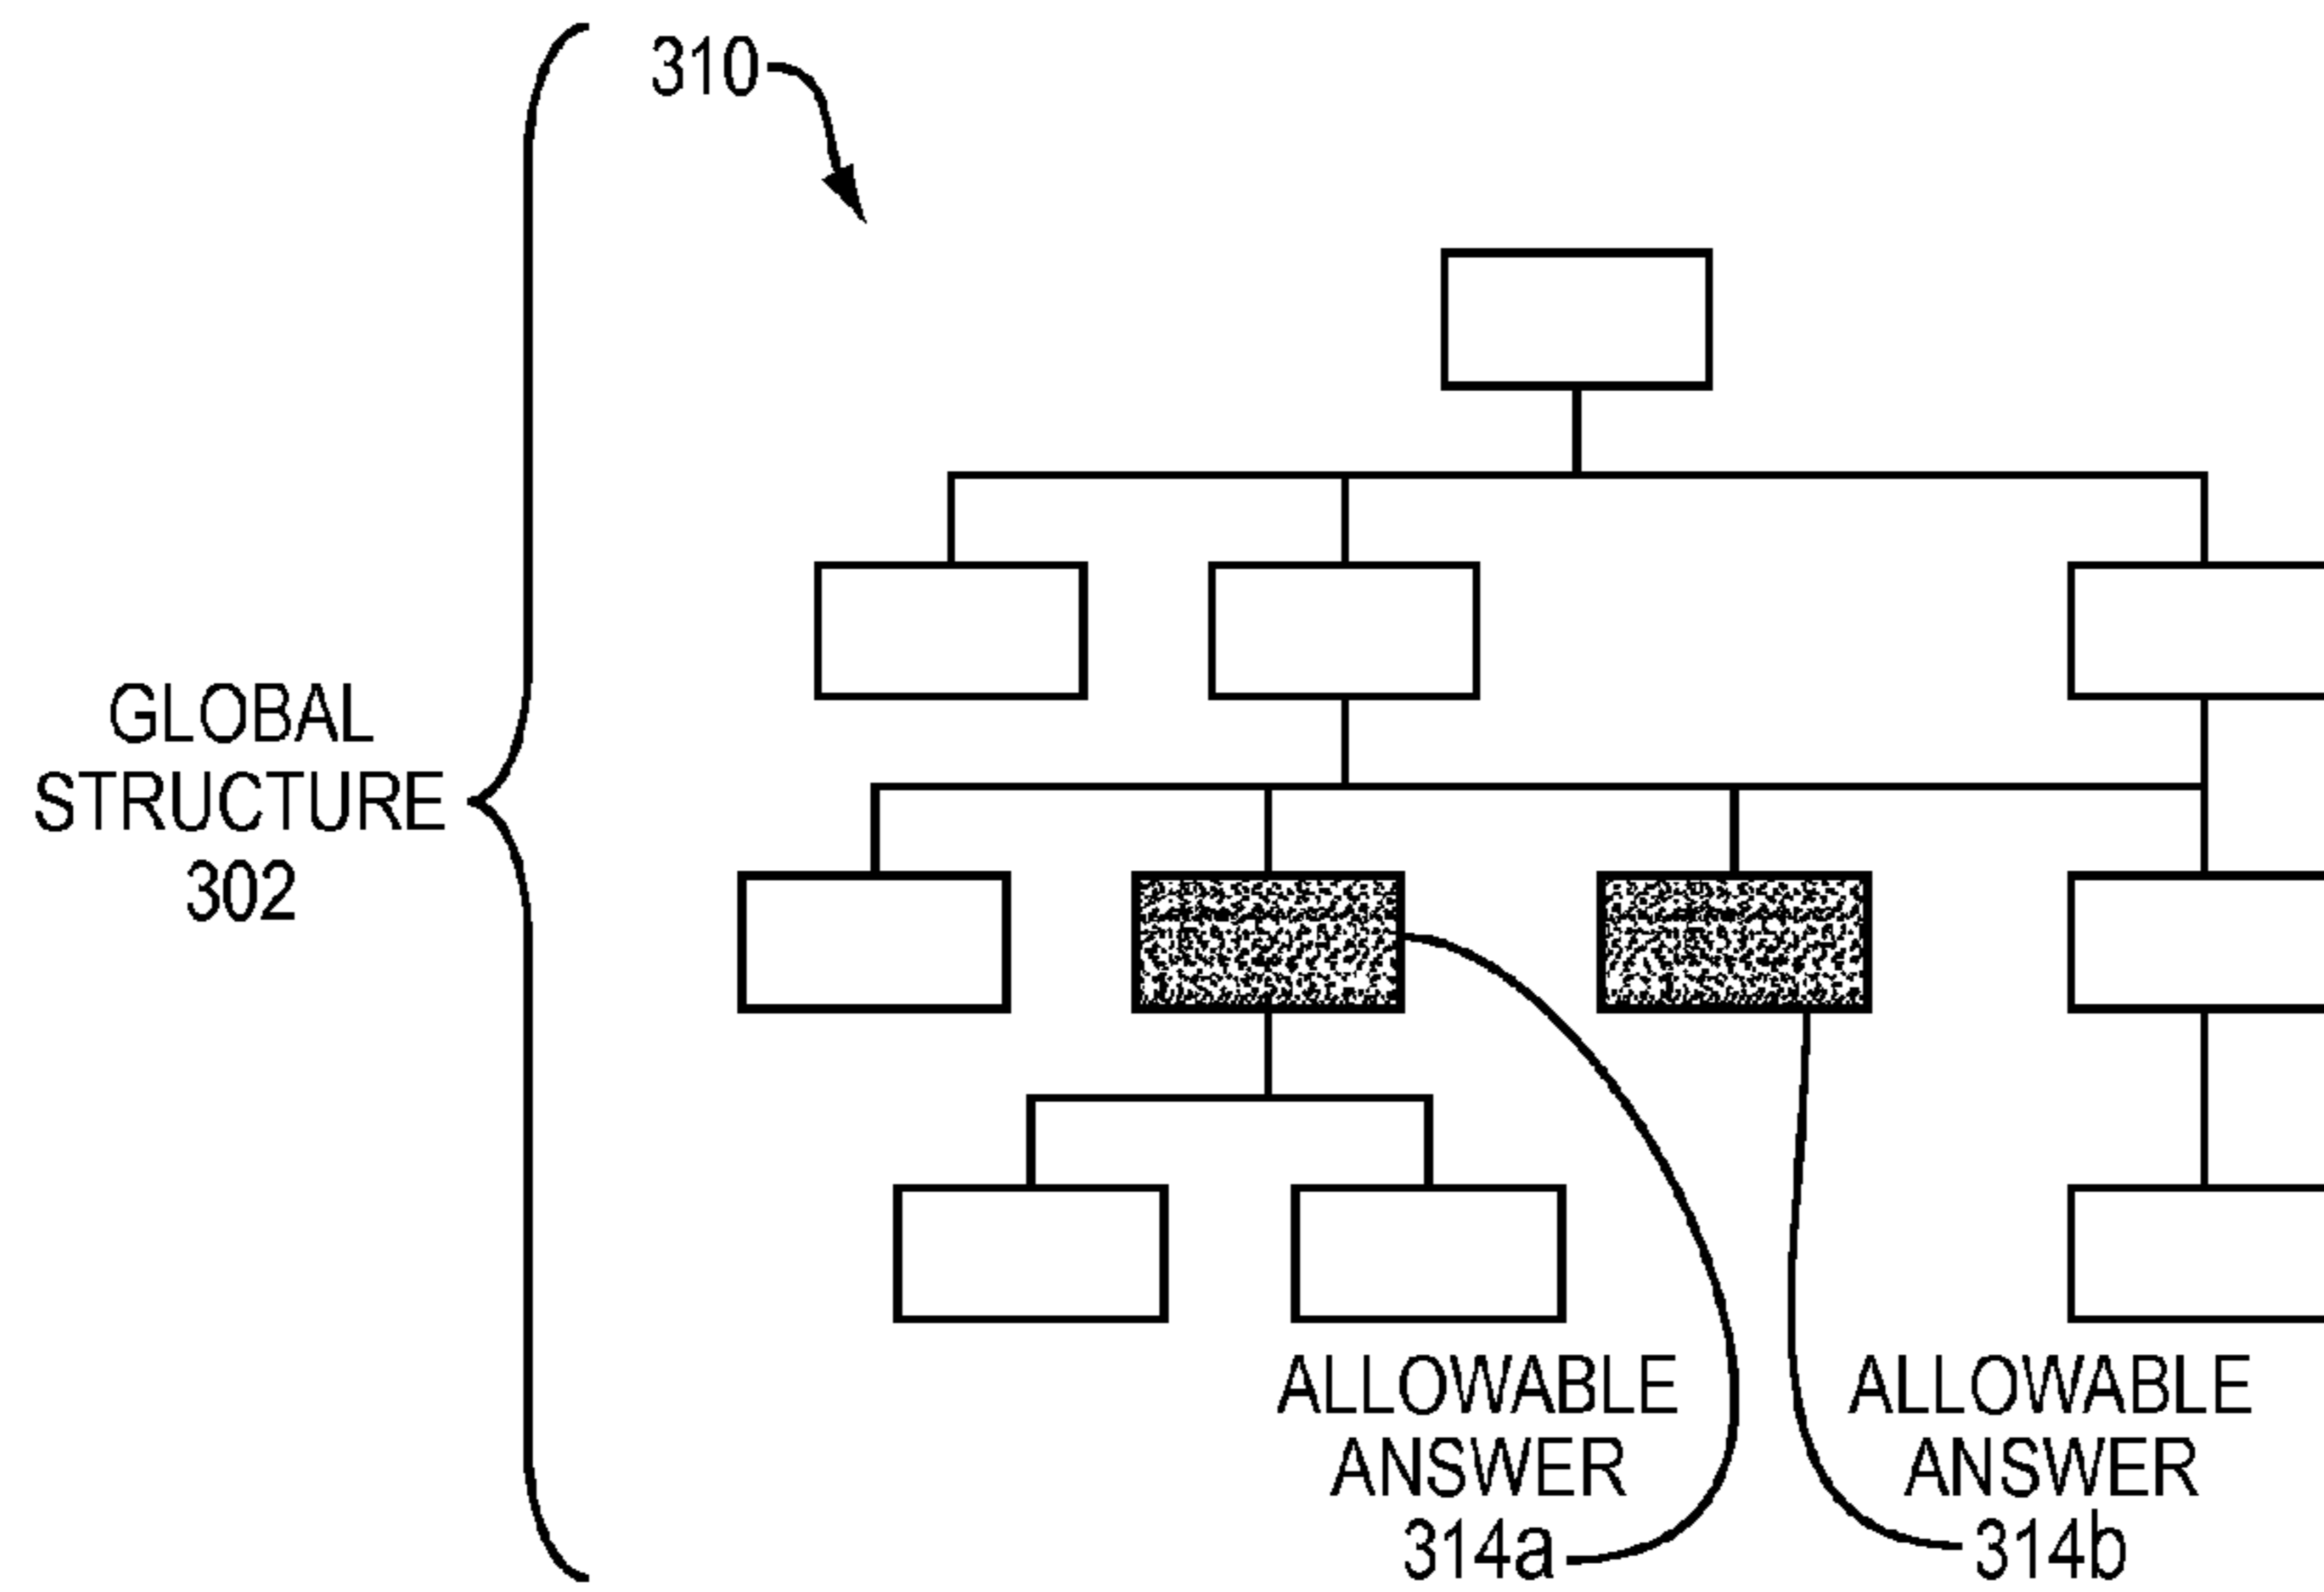 310
GLOBAL
STRUCTURE
302
ALLOWABLE
ANSWER
314a
ALLOWABLE
ANSWER
314b